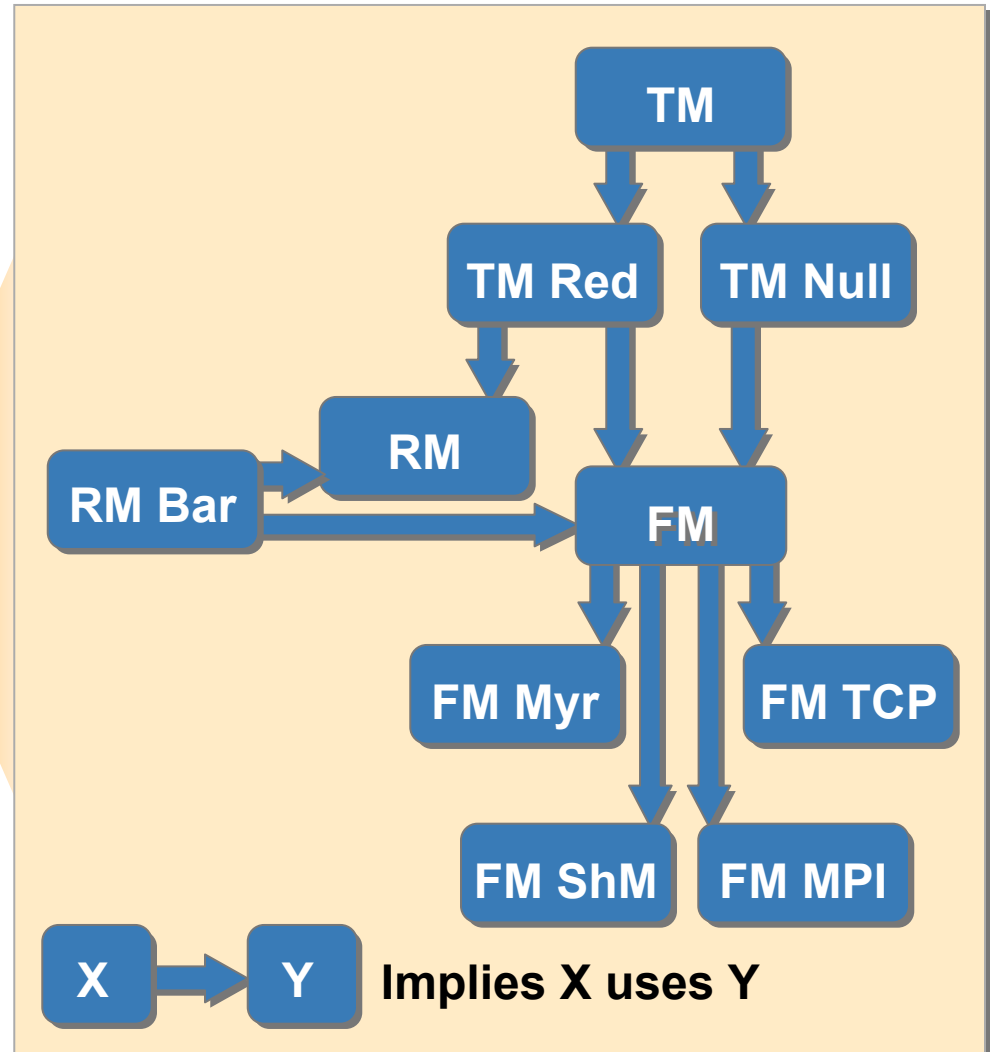 TM
TM Red
TM Null
RM
RM Bar
FM
FM Myr
FM TCP
FM ShM
FM MPI
X
Y
Implies X uses Y